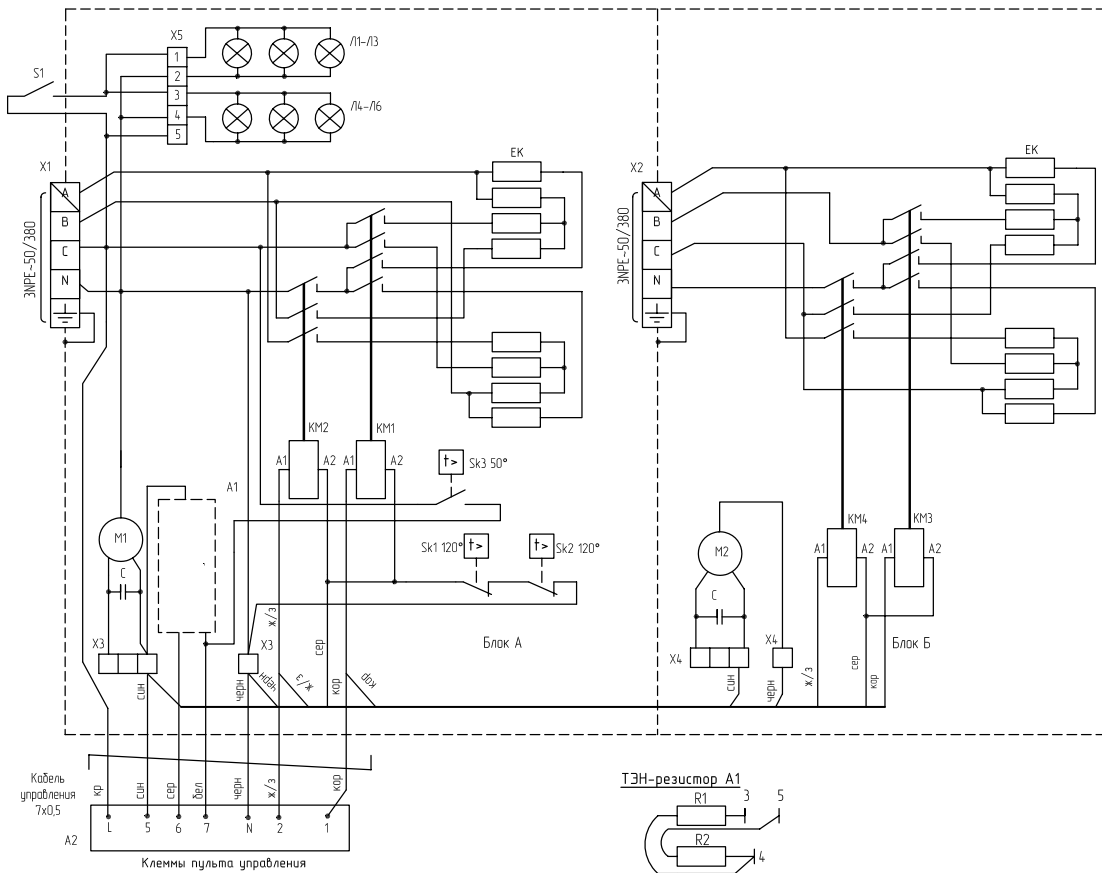 X5
S1
1
2
3
4
5
Л1-Л3
Л4-Л6
X1
3NPE~50/380
A
B
C
N
EK
X2
3NPE~50/380
A
B
C
N
EK
KM2
KM1
A1
A2
A1
A2
t>
Sk3 50°
A1
M1
C
Sk1 120°
t>
t>
Sk2 120°
KM4
KM3
A1
A2
A1
A2
M2
C
X3
X3
Блок А
X4
X4
Блок Б
син
черн
черн
ж/з
ж/з
сер
кор
кор
син
черн
ж/з
сер
кор
Кабель
управления
7х0,5
кр
син
сер
бел
черн
ж/з
кор
A2
L
5
6
7
N
2
1
Клеммы пульта управления
ТЭН-резистор А1
R1
3
5
R2
4